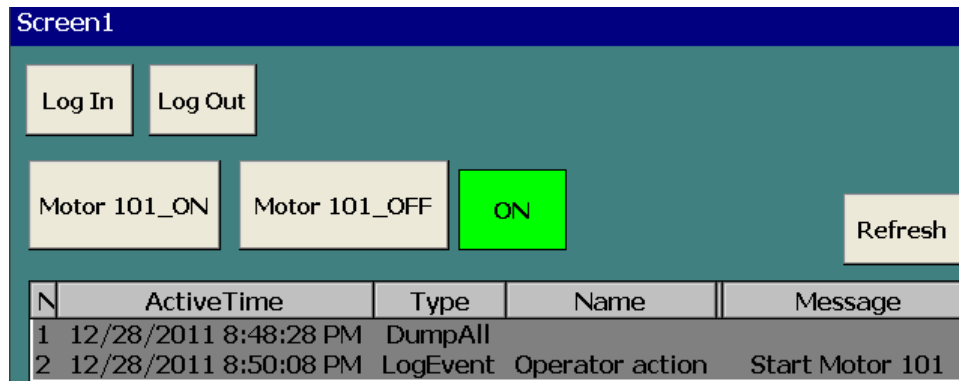 Screen1
Log In Log Out
Motor 101_ON Motor 101_OFF ON
Refresh
N ActiveTime Type Name Message
1 12/28/2011 8:48:28 PM DumpAll
2 12/28/2011 8:50:08 PM LogEvent Operator action Start Motor 101